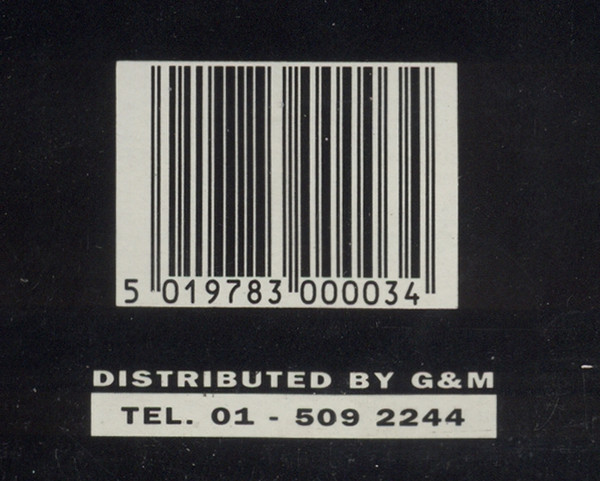 5 019783 000034
DISTRIBUTED BY G&M
TEL. 01 - 509 2244